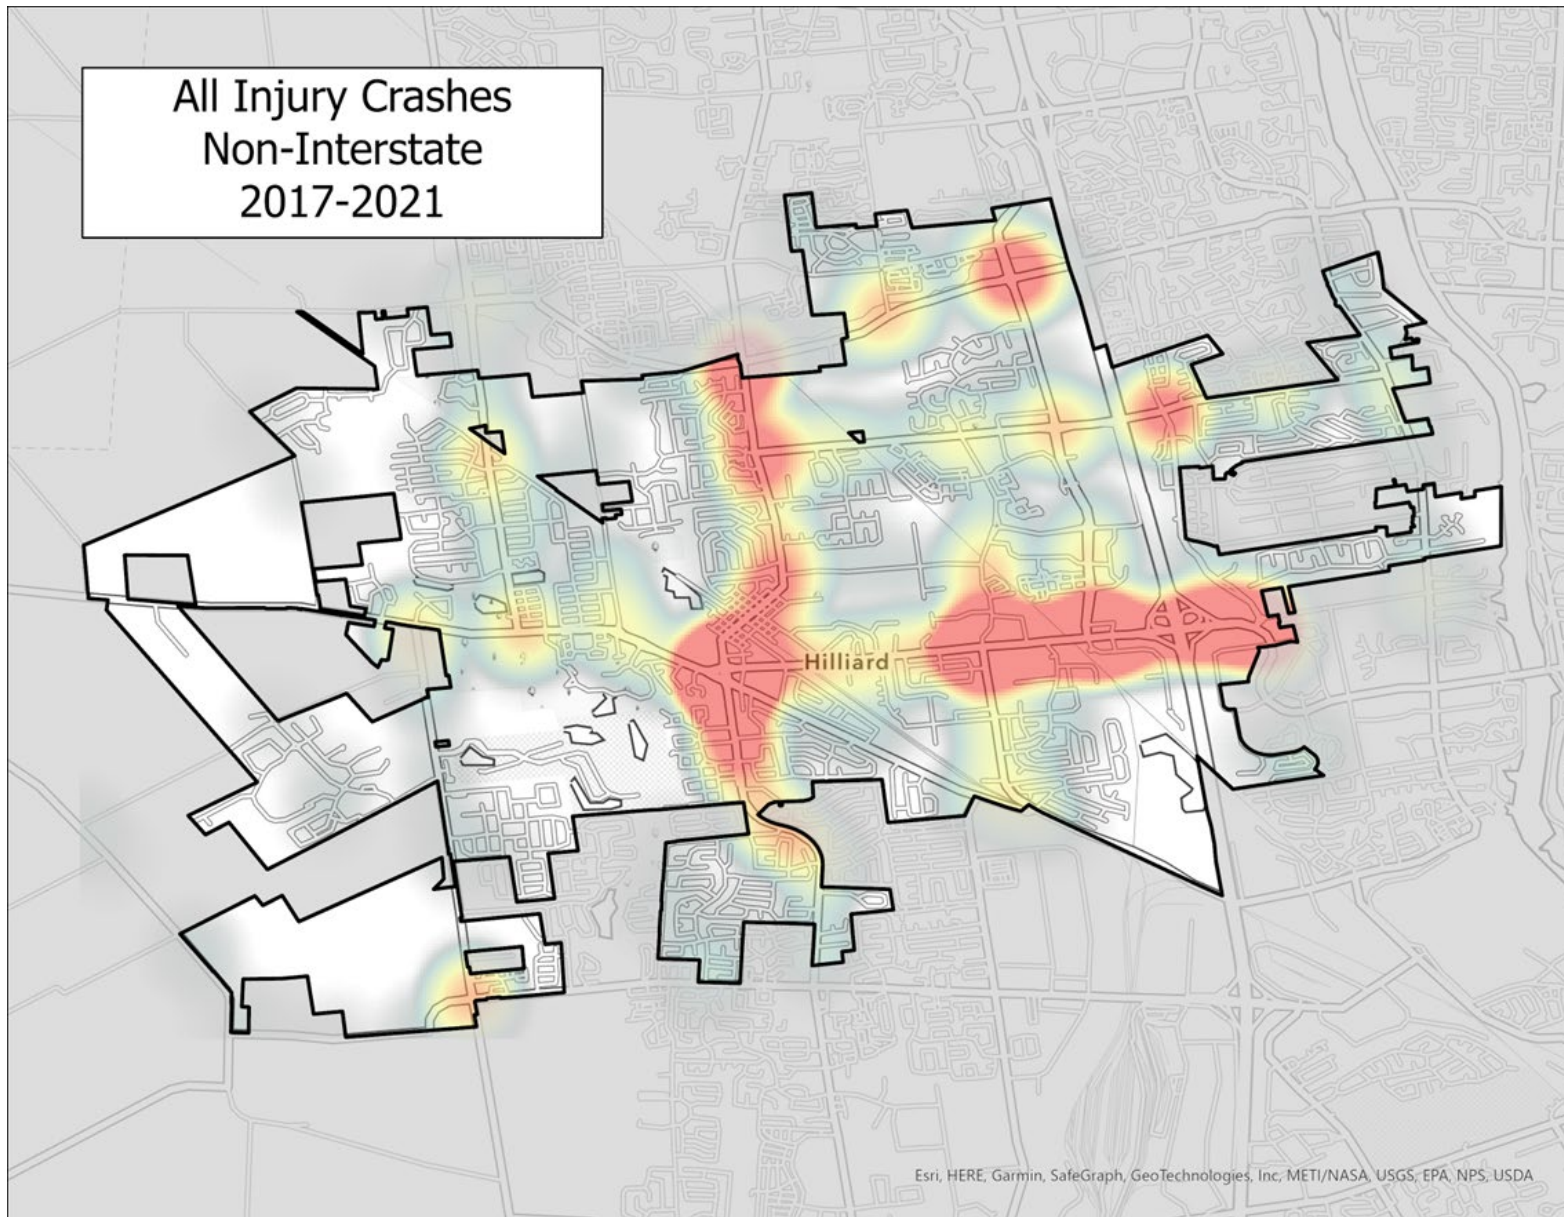 All Injury Crashes
Non-Interstate
2017-2021
Hilliard
Esri, HERE, Garmin, SafeGraph, GeoTechnologies, Inc, METI/NASA, USGS, EPA, NPS, USDA